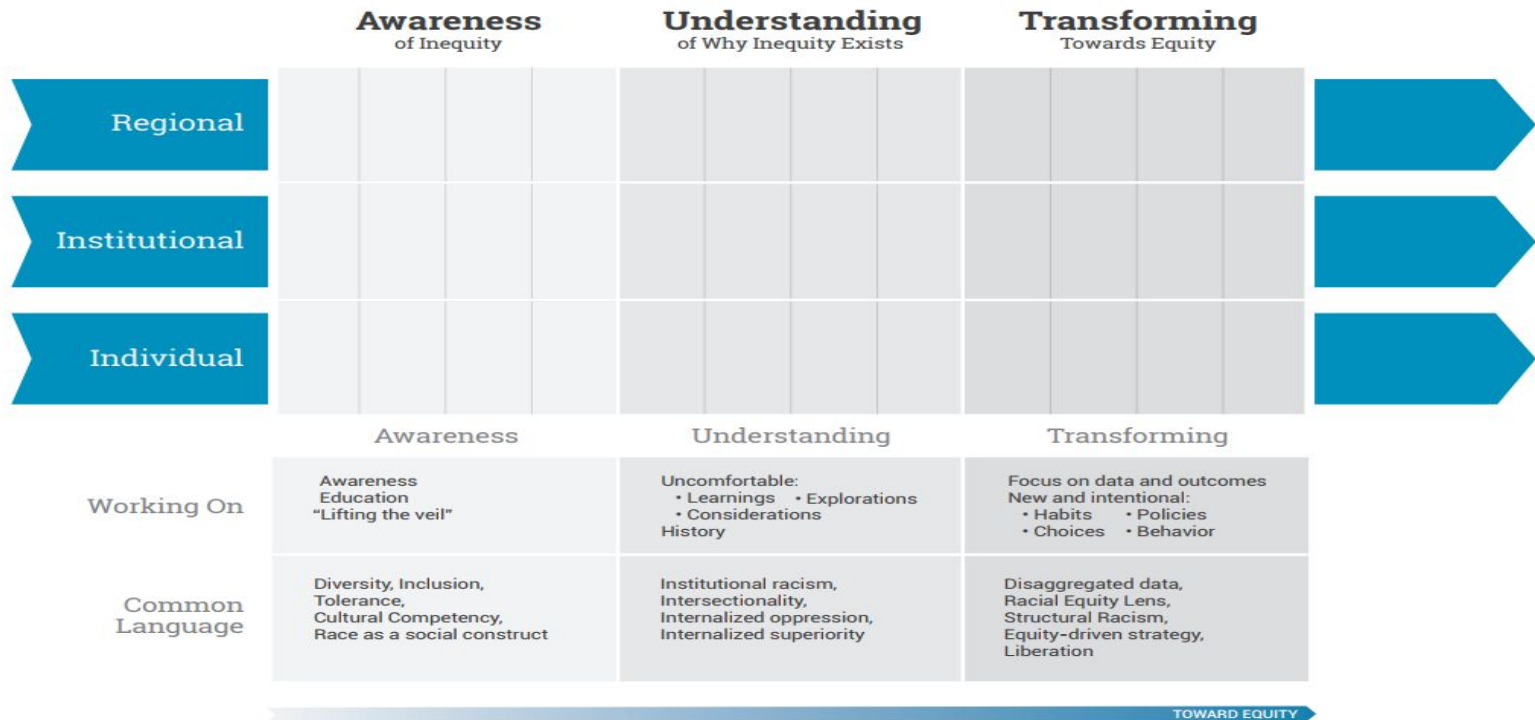 Awareness
of Inequity
Understanding
of Why Inequity Exists
Transforming
Towards Equity
Regional
Institutional
Individual
Awareness
Understanding
Transforming
Working On
Awareness
Education
“Lifting the veil”
Uncomfortable:
• Learnings • Explorations
• Considerations
History
Focus on data and outcomes
New and intentional:
• Habits • Policies
• Choices • Behavior
Common
Language
Diversity, Inclusion,
Tolerance,
Cultural Competency,
Race as a social construct
Institutional racism,
Intersectionality,
Internalized oppression,
Internalized superiority
Disaggregated data,
Racial Equity Lens,
Structural Racism,
Equity-driven strategy,
Liberation
TOWARD EQUITY